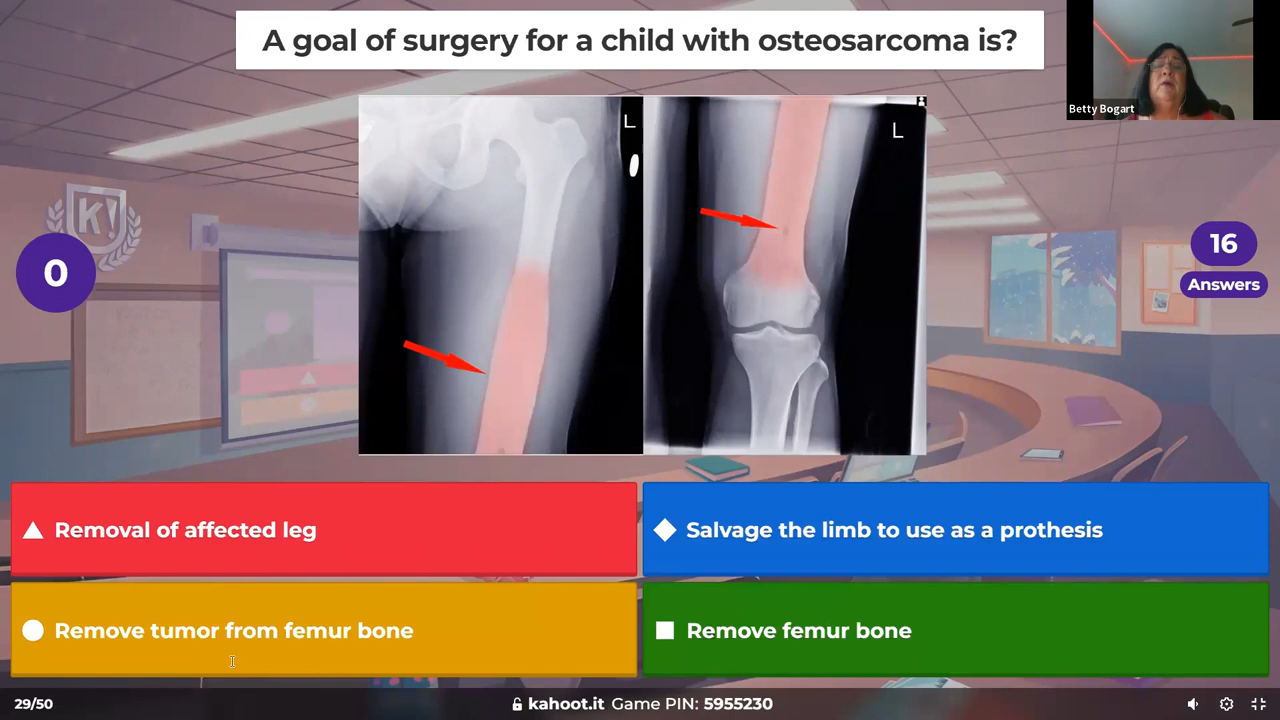 A goal of surgery for a child with osteosarcoma is?
Betty Bogart
L
L
K!
0
16
Answers
Removal of affected leg
Salvage the limb to use as a prothesis
Remove tumor from femur bone
Remove femur bone
29/50
kahoot.it Game PIN: 5955230